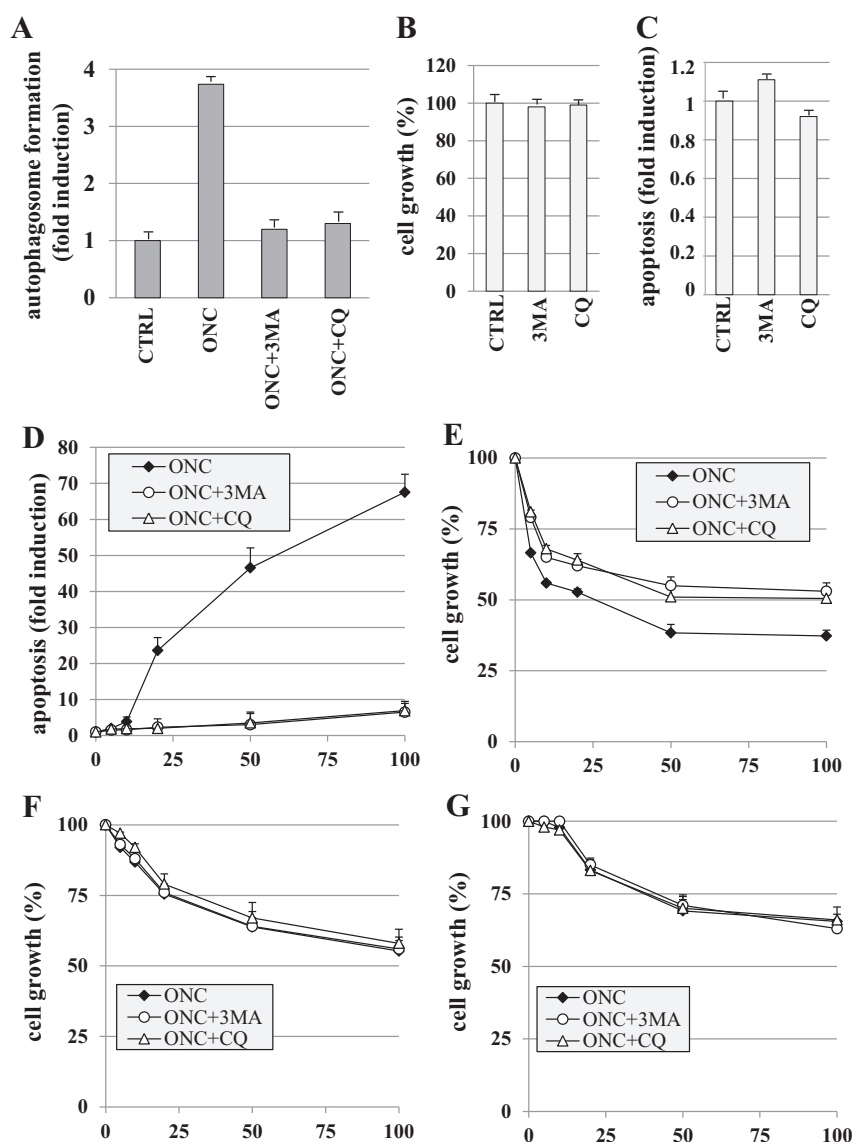 A
autophagosome formation
(fold induction)
4
3
2
1
0
CTRL
ONC
ONC+3MA
ONC+CQ
B
cell growth (%)
120
100
80
60
40
20
0
CTRL
3MA
CQ
C
apoptosis (fold induction)
1.2
1
0.8
0.6
0.4
0.2
0
CTRL
3MA
CQ
D
apoptosis (fold induction)
80
70
60
50
40
30
20
10
0
ONC
ONC+3MA
ONC+CQ
0 25 50 75 100
E
cell growth (%)
100
75
50
25
0
ONC
ONC+3MA
ONC+CQ
0 25 50 75 100
F
cell growth (%)
100
75
50
25
0
ONC
ONC+3MA
ONC+CQ
0 25 50 75 100
G
cell growth (%)
100
75
50
25
0
ONC
ONC+3MA
ONC+CQ
0 25 50 75 100